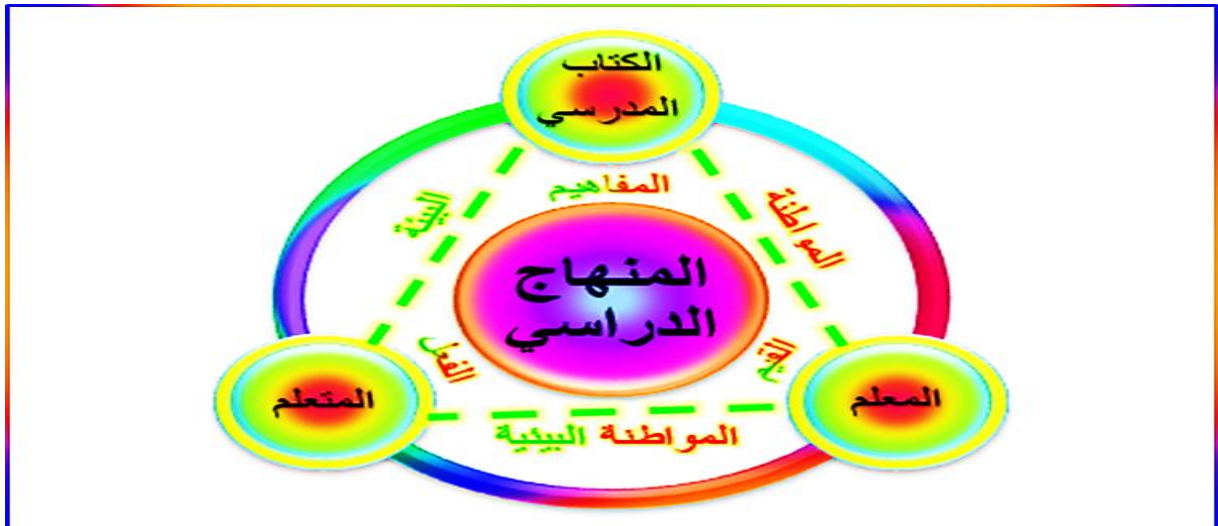 الكتاب
المدرسي
المفاهيم
المواطنة
البيئة
المنهاج
الدراسي
القيم
الفعل
المعلم
المتعلم
المواطنة البيئية